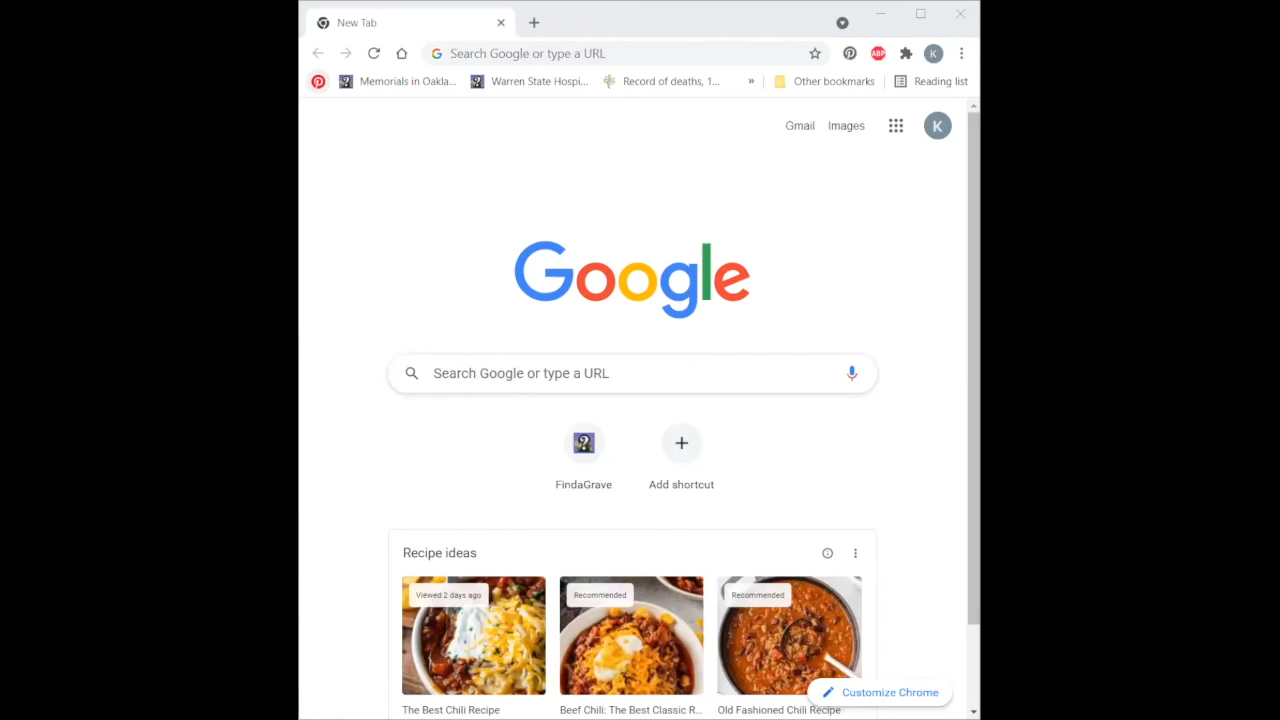 New Tab
Search Google or type a URL
ABP
K
Memorials in Oakla...
Warren State Hospi...
Record of deaths, 1...
»
Other bookmarks
Reading list
Gmail
Images
K
Google
Search Google or type a URL
FindaGrave
Add shortcut
Recipe ideas
Viewed 2 days ago
Recommended
Recommended
Customize Chrome
The Best Chili Recipe
Beef Chili: The Best Classic R...
Old Fashioned Chili Recipe